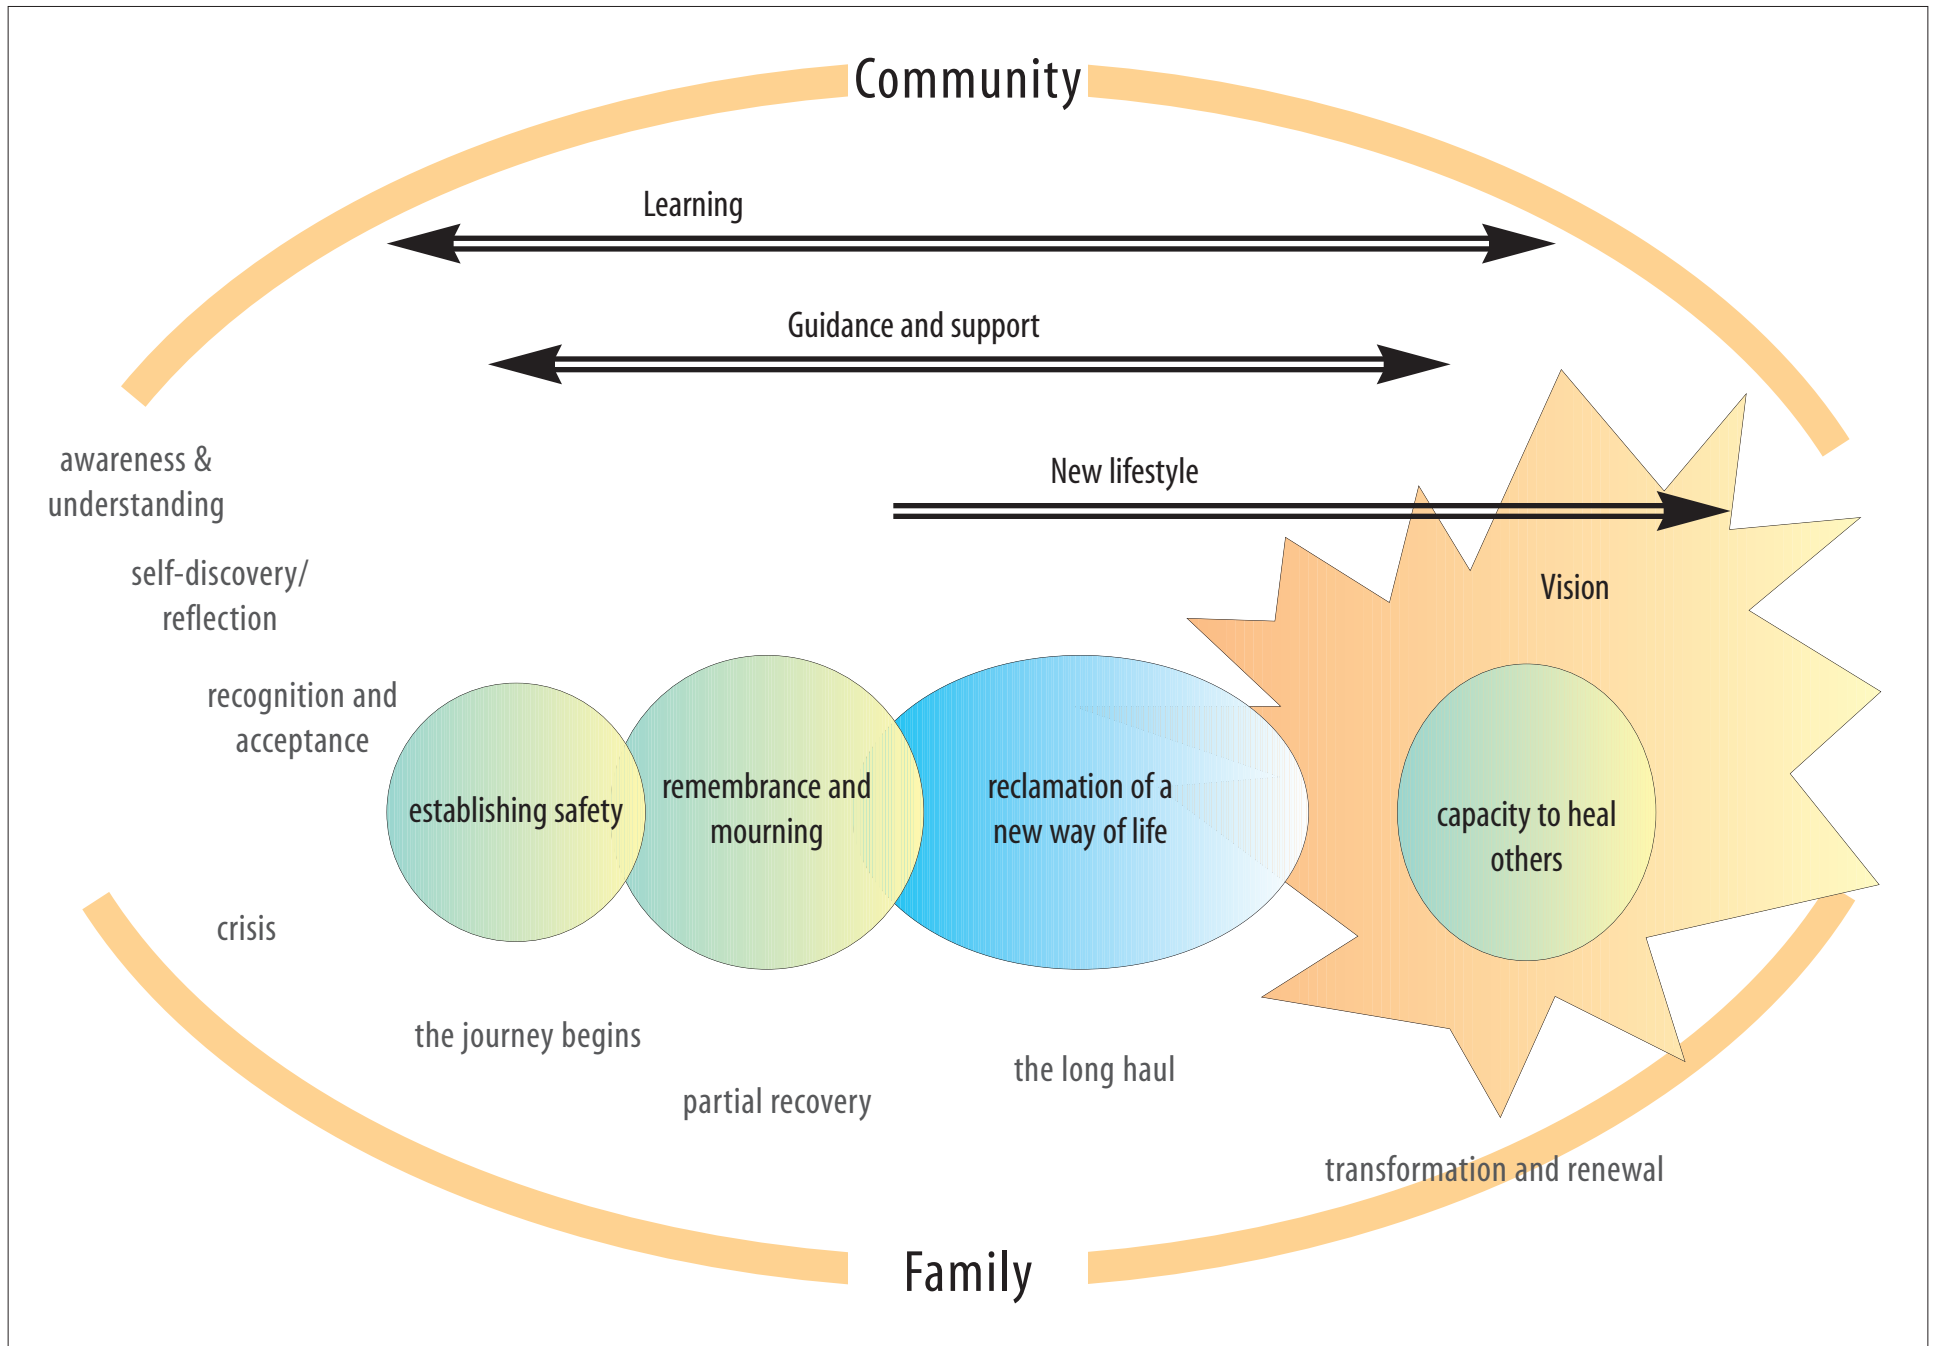 Community
Learning
Guidance and support
awareness &
understanding
New lifestyle
self-discovery/
reflection
Vision
recognition and
acceptance
establishing safety
remembrance and
mourning
reclamation of a
new way of life
capacity to heal
others
crisis
the journey begins
partial recovery
the long haul
transformation and renewal
Family